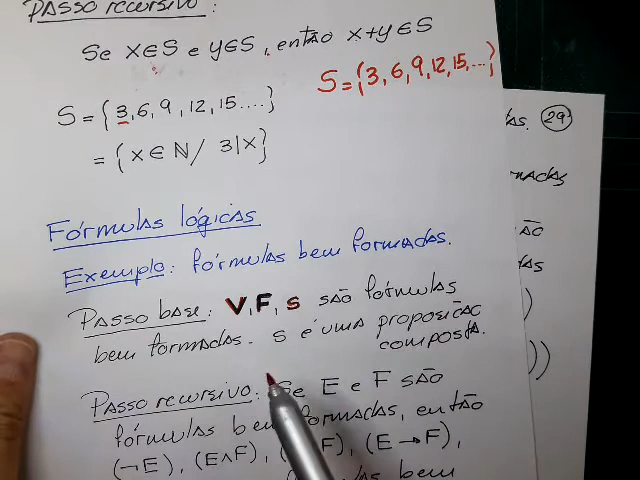 PASSO RECURSIVO:
Se x∈S e y∈S, então x+y∈S
S={3, 6, 9, 12, 15, ...}
S = {3, 6, 9, 12, 15....}
= {x ∈ ℕ / 3|x}
Fórmulas lógicas
Exemplo: fórmulas bem formadas.
Passo base: V, F, s são fórmulas
bem formadas. s é uma proposição
composta.
Passo recursivo: Se E e F são
fórmulas bem formadas, então
(¬E), (E∧F), ( F), (E→F),
bem
29
ão
))